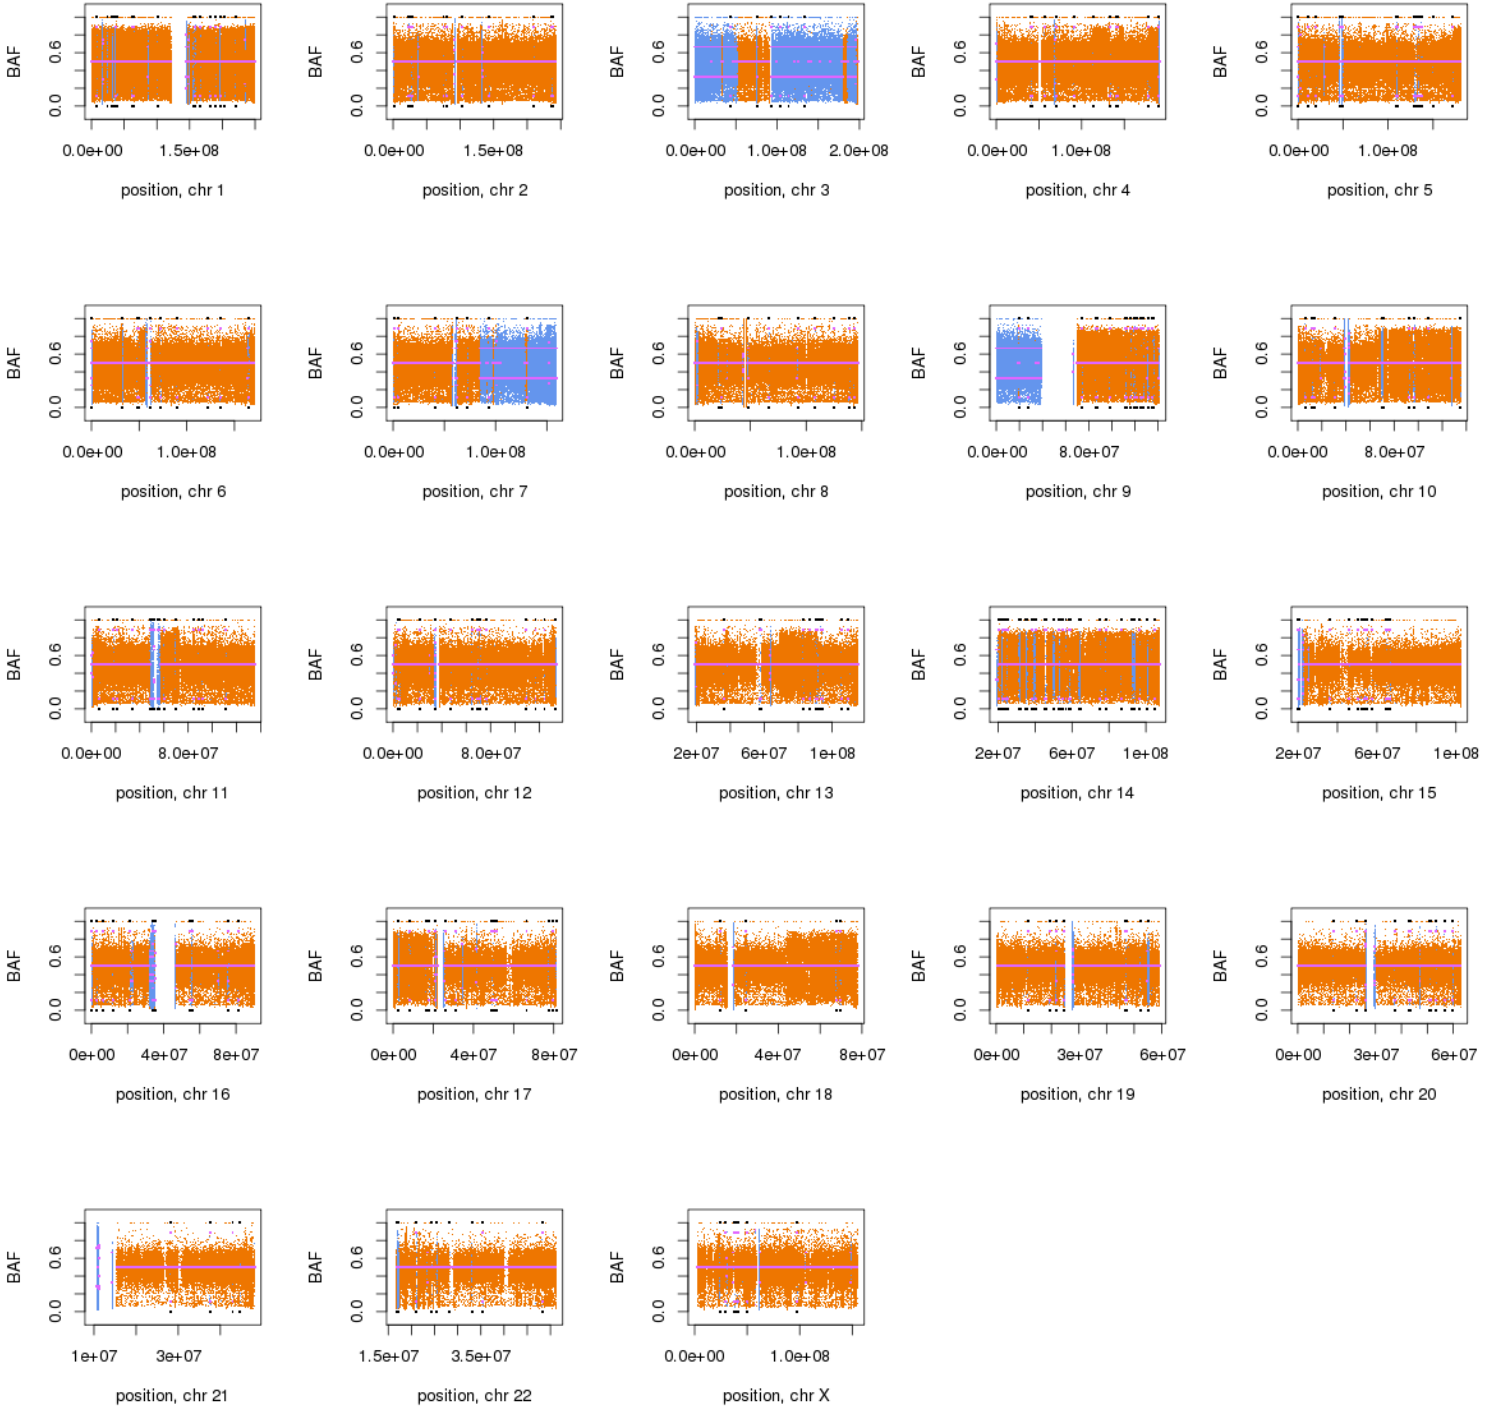 BAF 0.0 0.6 0.0e+00 1.5e+08 position, chr 1
BAF 0.0 0.6 0.0e+00 1.5e+08 position, chr 2
BAF 0.0 0.6 0.0e+00 1.0e+08 2.0e+08 position, chr 3
BAF 0.0 0.6 0.0e+00 1.0e+08 position, chr 4
BAF 0.0 0.6 0.0e+00 1.0e+08 position, chr 5
BAF 0.0 0.6 0.0e+00 1.0e+08 position, chr 6
BAF 0.0 0.6 0.0e+00 1.0e+08 position, chr 7
BAF 0.0 0.6 0.0e+00 1.0e+08 position, chr 8
BAF 0.0 0.6 0.0e+00 8.0e+07 position, chr 9
BAF 0.0 0.6 0.0e+00 8.0e+07 position, chr 10
BAF 0.0 0.6 0.0e+00 8.0e+07 position, chr 11
BAF 0.0 0.6 0.0e+00 8.0e+07 position, chr 12
BAF 0.0 0.6 2e+07 6e+07 1e+08 position, chr 13
BAF 0.0 0.6 2e+07 6e+07 1e+08 position, chr 14
BAF 0.0 0.6 2e+07 6e+07 1e+08 position, chr 15
BAF 0.0 0.6 0e+00 4e+07 8e+07 position, chr 16
BAF 0.0 0.6 0e+00 4e+07 8e+07 position, chr 17
BAF 0.0 0.6 0e+00 4e+07 8e+07 position, chr 18
BAF 0.0 0.6 0e+00 3e+07 6e+07 position, chr 19
BAF 0.0 0.6 0e+00 3e+07 6e+07 position, chr 20
BAF 0.0 0.6 1e+07 3e+07 position, chr 21
BAF 0.0 0.6 1.5e+07 3.5e+07 position, chr 22
BAF 0.0 0.6 0.0e+00 1.0e+08 position, chr X